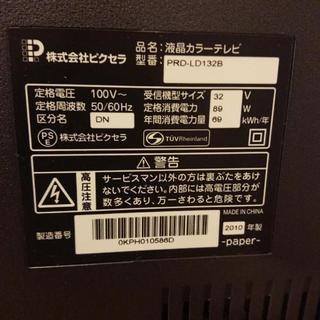 株式会社ピクセラ
品名：液晶カラーテレビ
型番：PRD-LD132B
定格電圧 100V～
定格周波数 50/60Hz
区分名 DN
受信機型サイズ 32 V
定格消費電力 89 W
年間消費電力量 69 kWh/年
PSE 株式会社ピクセラ
TÜVRheinland
高圧注意
⚠警告
サービスマン以外の方は裏ぶたをあけ
ないでください。内部には高電圧部分が
数多くあり、万一さわると危険です。
製造番号
0KPH010586D
MADE IN CHINA
2010 年製
-paper-